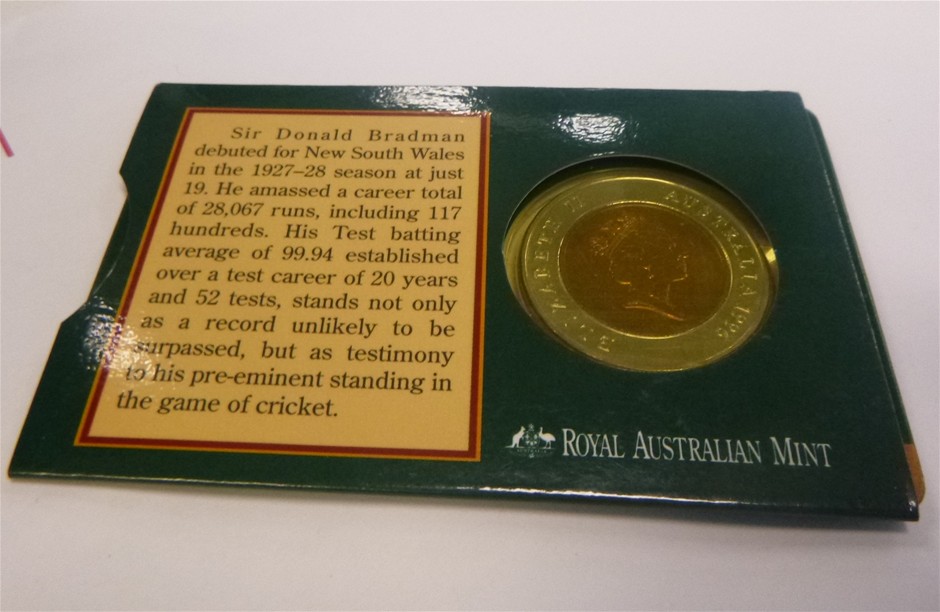 Sir Donald Bradman
debuted for New South Wales
in the 1927–28 season at just
19. He amassed a career total
of 28,067 runs, including 117
hundreds. His Test batting
average of 99.94 established
over a test career of 20 years
and 52 tests, stands not only
as a record unlikely to be
surpassed, but as testimony
to his pre-eminent standing in
the game of cricket.
ELIZABETH II AUSTRALIA 1996
ROYAL AUSTRALIAN MINT